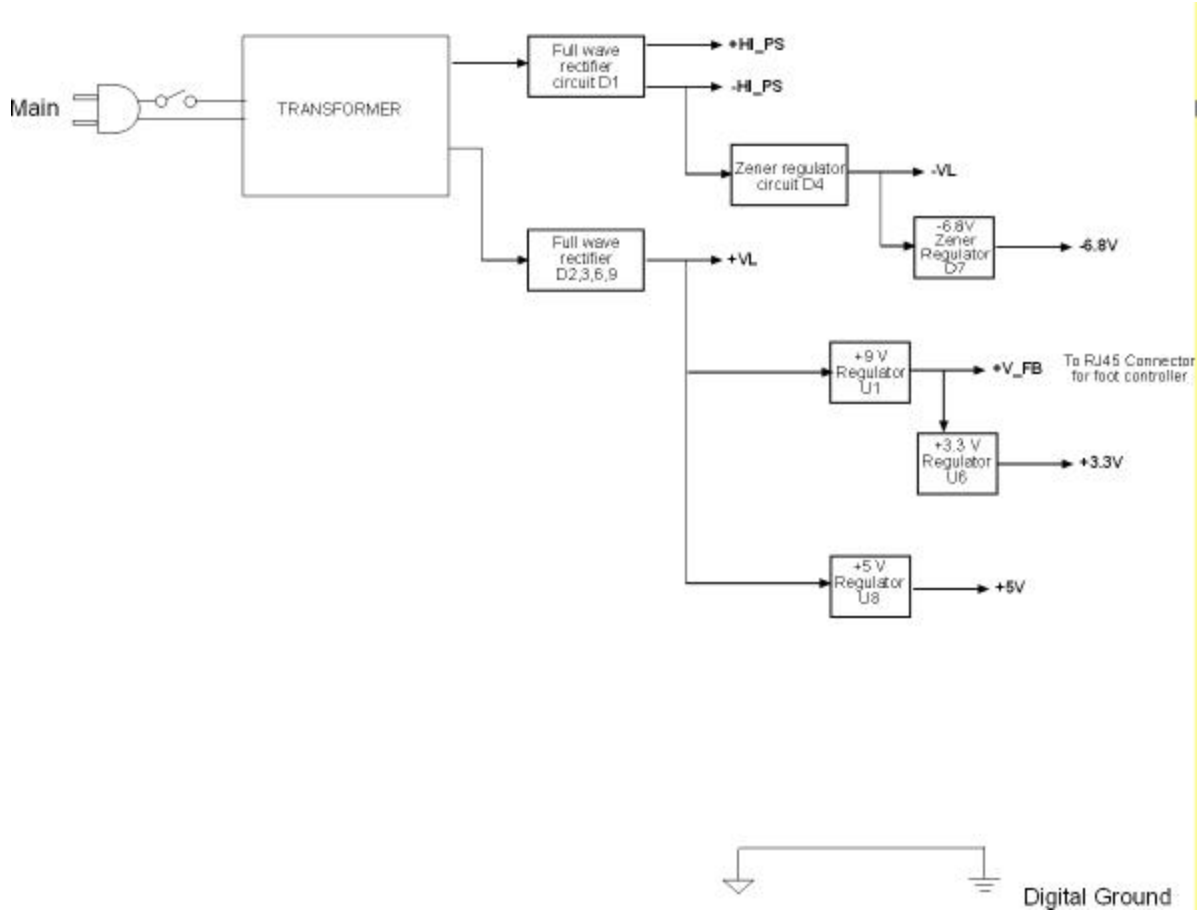 Main
TRANSFORMER
Full wave
rectifier
circuit D1
+HI_PS
-HI_PS
Zener regulator
circuit D4
-VL
-6.8V
Zener
Regulator
D7
-6.8V
Full wave
rectifier
D2,3,6,9
+VL
+9 V
Regulator
U1
+V_FB
To RJ45 Connector
for foot controller
+3.3 V
Regulator
U6
+3.3V
+5 V
Regulator
U8
+5V
Digital Ground